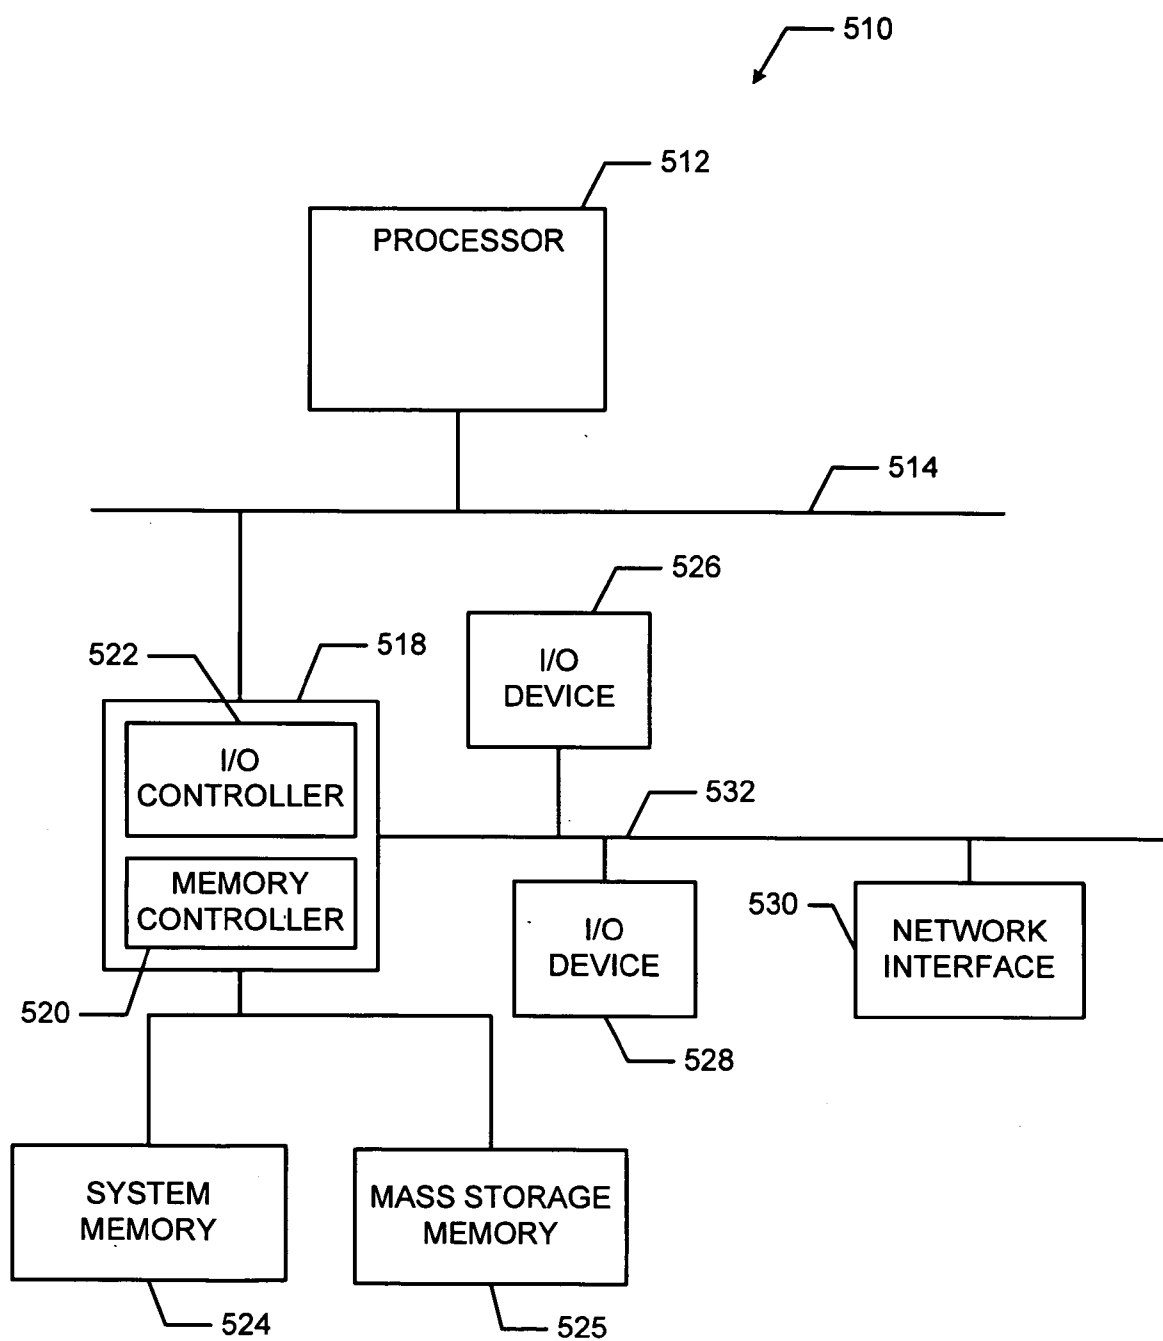 510
512
PROCESSOR
514
526
I/O
DEVICE
522
518
I/O
CONTROLLER
532
MEMORY
CONTROLLER
I/O
DEVICE
530
NETWORK
INTERFACE
520
528
SYSTEM
MEMORY
MASS STORAGE
MEMORY
524
525